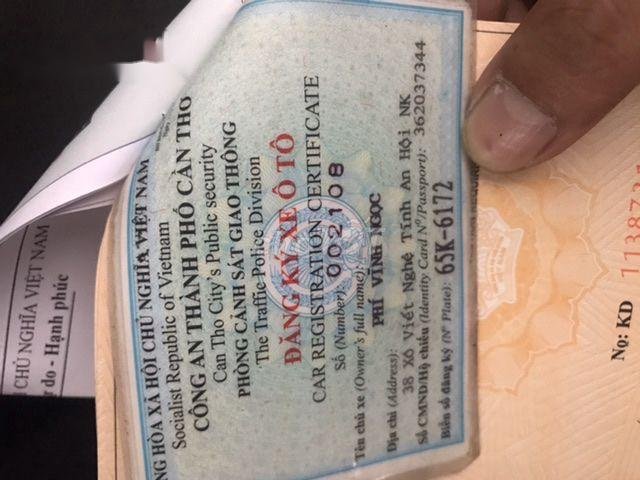 NG HÒA XÃ HỘI CHỦ NGHĨA VIỆT NAM
Socialist Republic of Vietnam
CÔNG AN THÀNH PHỐ CẦN THƠ
Can Tho City's Public security
PHÒNG CẢNH SÁT GIAO THÔNG
The Traffic Police Division
ĐĂNG KÝ XE Ô TÔ
CAR REGISTRATION CERTIFICATE
Số (Number): 002108
Tên chủ xe (Owner's full name):
PHÍ VĨNH NGỌC
Địa chỉ (Address):
38 Xô Viết Nghệ Tĩnh An Hội NK
Số CMND/Hộ chiếu (Identity Card Nº/Passport): 362037344
Biển số đăng ký (Nº Plate): 65K-6172
CHỦ NGHĨA VIỆT NAM
do - Hạnh phúc
Nọ: KD